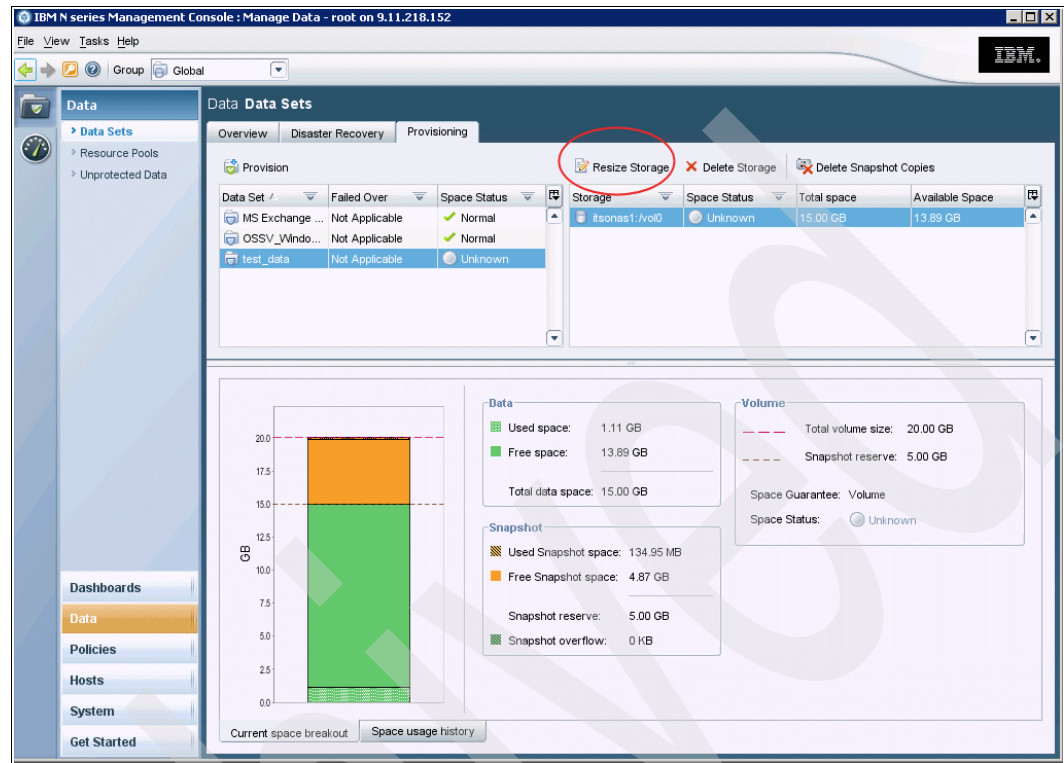 IBM N series Management Console : Manage Data - root on 9.11.218.152
File View Tasks Help
Group Global
IBM.
Data
Data Sets
Resource Pools
Unprotected Data
Dashboards
Data
Policies
Hosts
System
Get Started
Data Data Sets
Overview Disaster Recovery Provisioning
Provision
Data Set Failed Over Space Status
MS Exchange ... Not Applicable Normal
OSSV_Windo... Not Applicable Normal
test_data Not Applicable Unknown
Resize Storage Delete Storage Delete Snapshot Copies
Storage Space Status Total space Available Space
itsonas1:/vol0 Unknown 15.00 GB 13.89 GB
GB
20.0
17.5
15.0
12.5
10.0
7.5
5.0
2.5
0.0
Data
Used space: 1.11 GB
Free space: 13.89 GB
Total data space: 15.00 GB
Snapshot
Used Snapshot space: 134.95 MB
Free Snapshot space: 4.87 GB
Snapshot reserve: 5.00 GB
Snapshot overflow: 0 KB
Volume
Total volume size: 20.00 GB
Snapshot reserve: 5.00 GB
Space Guarantee: Volume
Space Status: Unknown
Current space breakout Space usage history